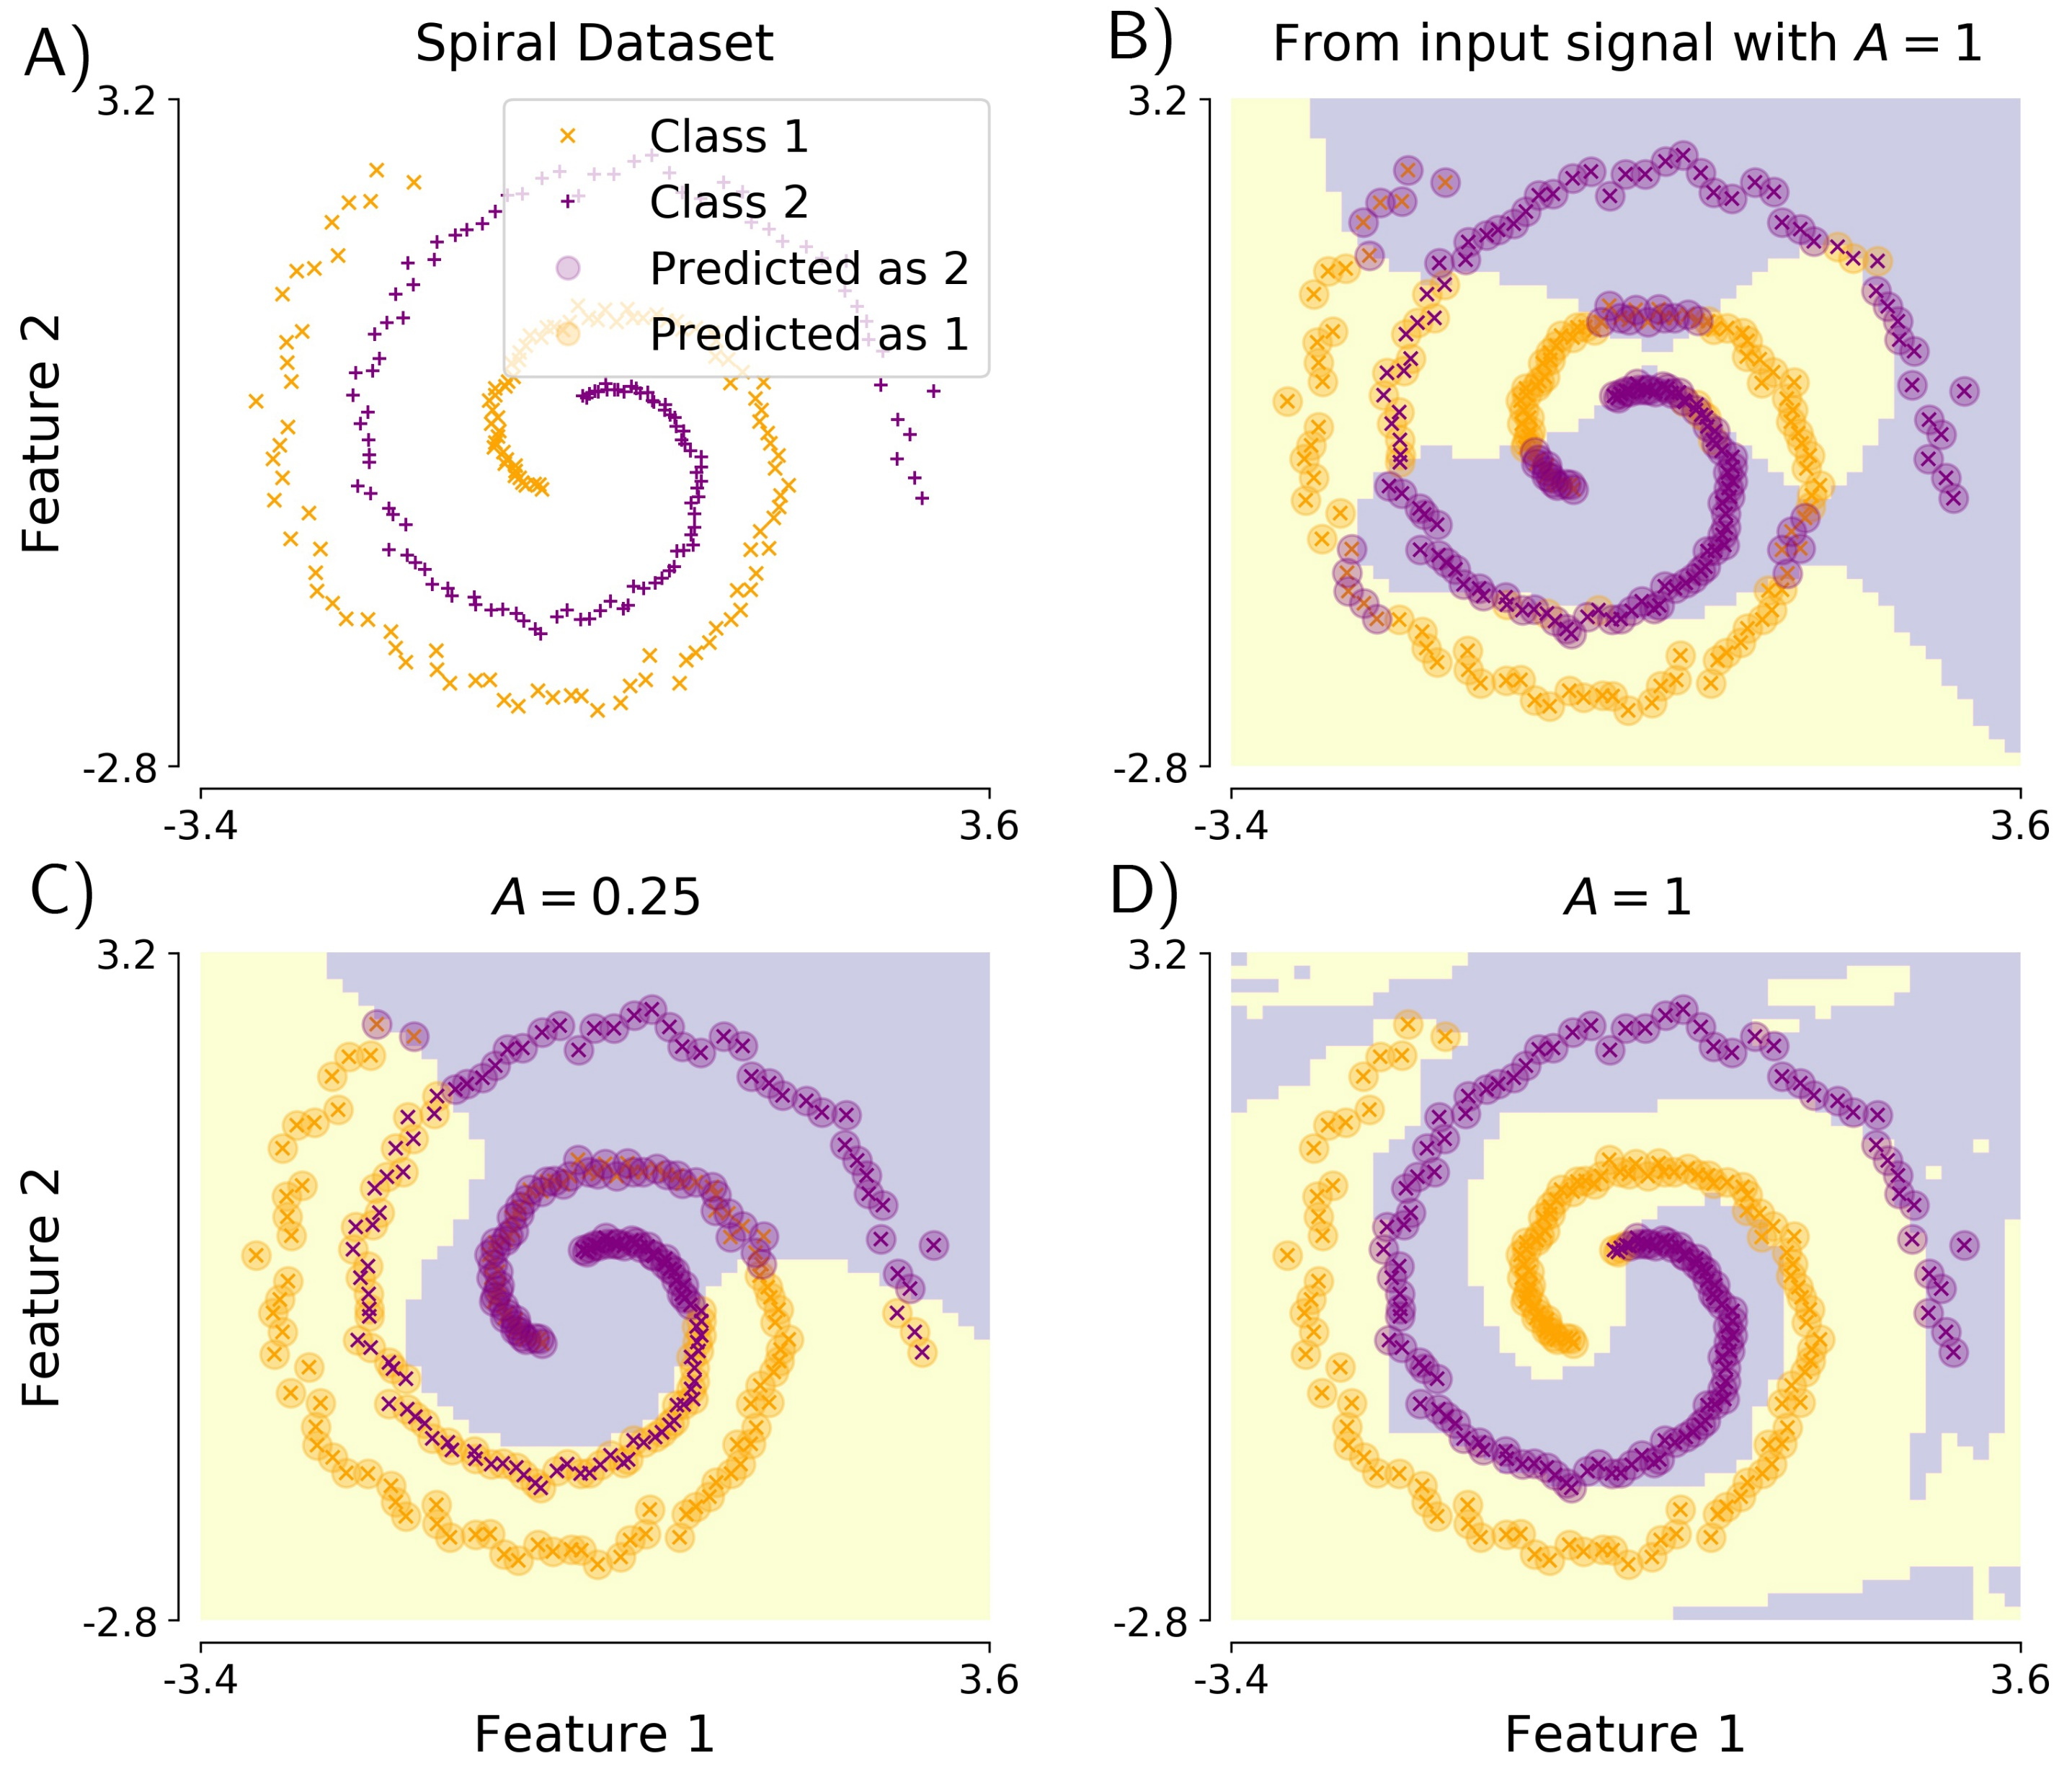 A)
Spiral Dataset
3.2
Class 1
Class 2
Predicted as 2
Predicted as 1
Feature 2
-2.8
-3.4
3.6
B)
From input signal with A = 1
3.2
-2.8
-3.4
3.6
C)
A = 0.25
3.2
Feature 2
-2.8
-3.4
3.6
Feature 1
D)
A = 1
3.2
-2.8
-3.4
3.6
Feature 1